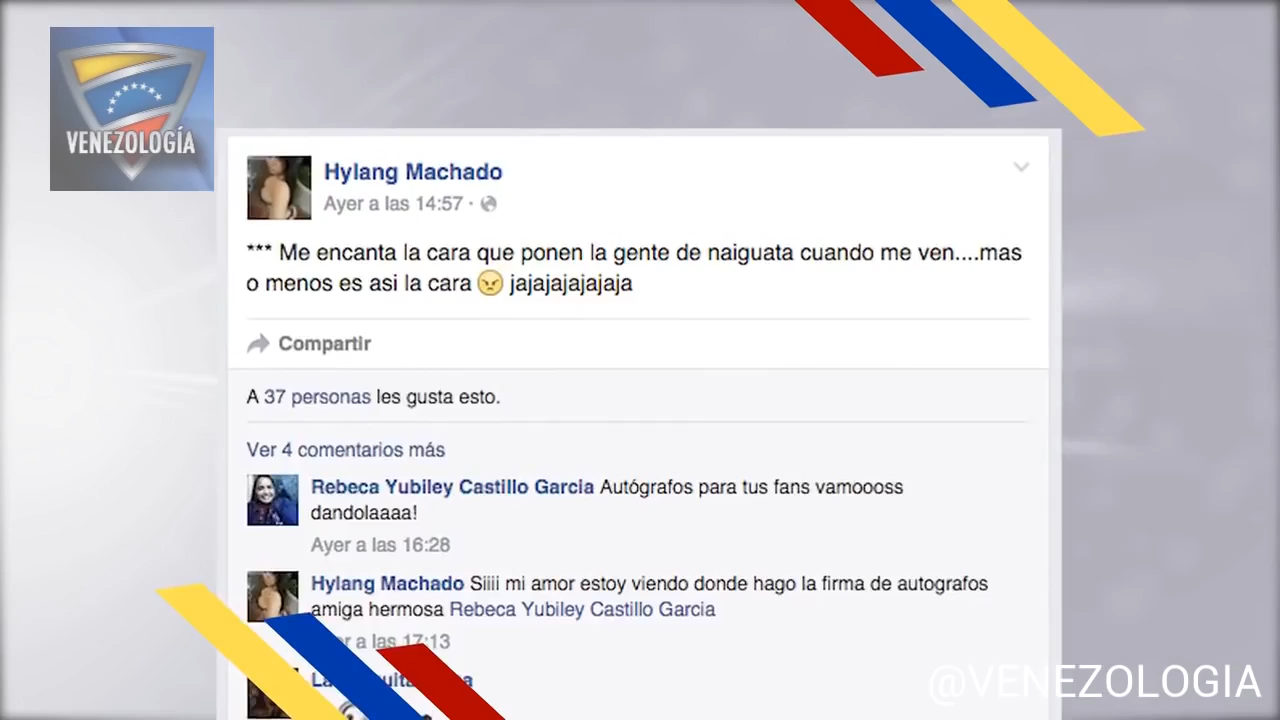 VENEZOLOGÍA
Hylang Machado
Ayer a las 14:57 ·
*** Me encanta la cara que ponen la gente de naiguata cuando me ven....mas
o menos es asi la cara 😠 jajajajajajaja
Compartir
A 37 personas les gusta esto.
Ver 4 comentarios más
Rebeca Yubiley Castillo Garcia Autógrafos para tus fans vamoooss
dandolaaaa!
Ayer a las 16:28
Hylang Machado Siiii mi amor estoy viendo donde hago la firma de autografos
amiga hermosa Rebeca Yubiley Castillo Garcia
a las 17:13
@VENEZOLOGIA